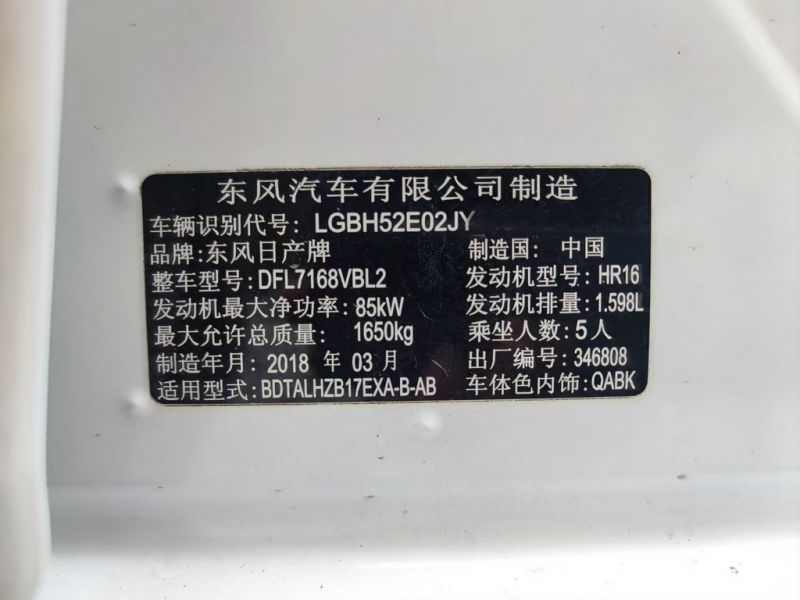 东风汽车有限公司制造
车辆识别代号: LGBH52E02JY
品牌:东风日产牌 制造国: 中国
整车型号:DFL7168VBL2 发动机型号:HR16
发动机最大净功率:85kW 发动机排量:1.598L
最大允许总质量: 1650kg 乘坐人数:5人
制造年月:2018 年 03 月 出厂编号:346808
适用型式:BDTALHZB17EXA-B-AB 车体色内饰:QABK